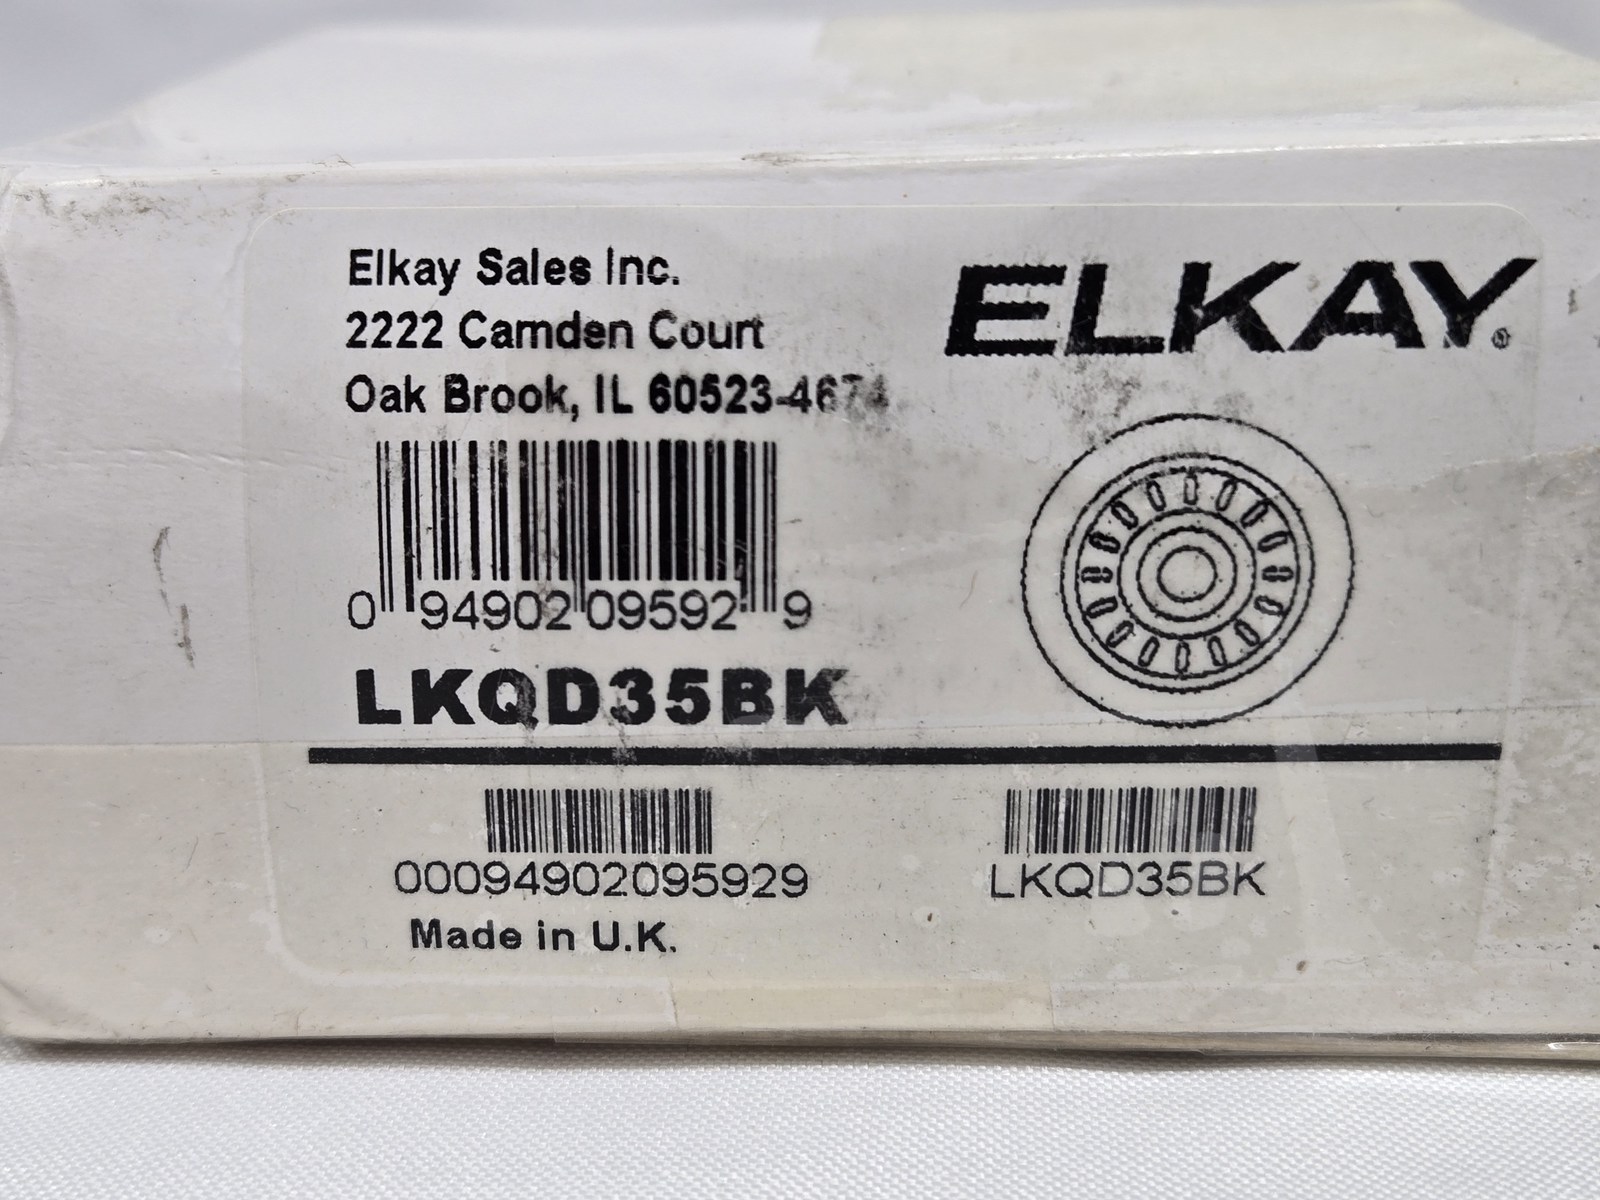 Elkay Sales Inc.
2222 Camden Court
Oak Brook, IL 60523-4674
ELKAY®
0 94902 09592 9
LKQD35BK
00094902095929
LKQD35BK
Made in U.K.